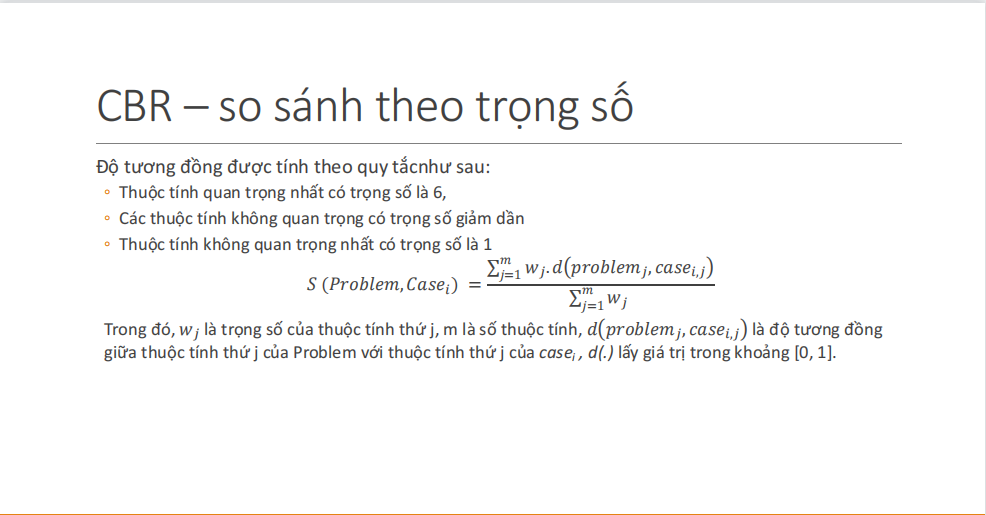 CBR – so sánh theo trọng số
Độ tương đồng được tính theo quy tắcnhư sau:
◦ Thuộc tính quan trọng nhất có trọng số là 6,
◦ Các thuộc tính không quan trọng có trọng số giảm dần
◦ Thuộc tính không quan trọng nhất có trọng số là 1
S (Problem, Caseᵢ) = \frac{\sum_{j=1}^{m} w_j.d(problem_j, case_{i,j})}{\sum_{j=1}^{m} w_j}
Trong đó, w_j là trọng số của thuộc tính thứ j, m là số thuộc tính, d(problem_j, case_{i,j}) là độ tương đồng
giữa thuộc tính thứ j của Problem với thuộc tính thứ j của caseᵢ , d(.) lấy giá trị trong khoảng [0, 1].